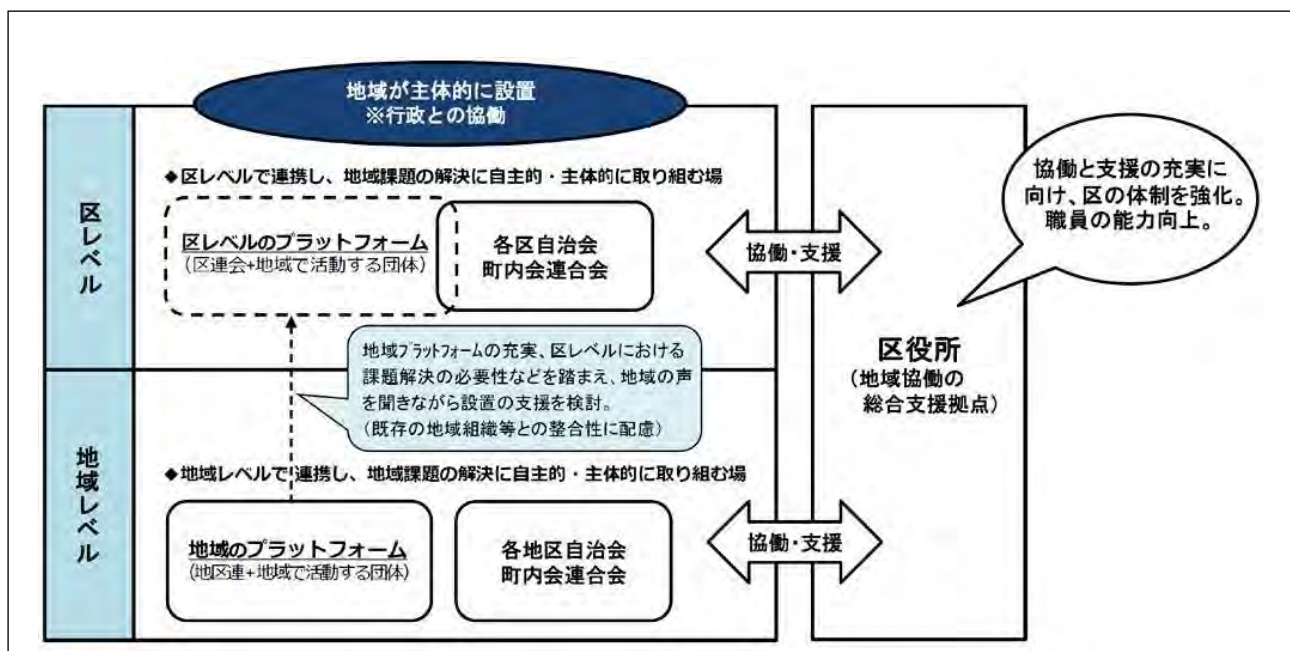 地域が主体的に設置
※行政との協働
区レベル
◆区レベルで連携し、地域課題の解決に自主的・主体的に取り組む場
区レベルのプラットフォーム
（区連会+地域で活動する団体）
各区自治会
町内会連合会
協働・支援
地域プラットフォームの充実、区レベルにおける
課題解決の必要性などを踏まえ、地域の声
を聞きながら設置の支援を検討。
（既存の地域組織等との整合性に配慮）
地域レベル
◆地域レベルで連携し、地域課題の解決に自主的・主体的に取り組む場
地域のプラットフォーム
（地区連+地域で活動する団体）
各地区自治会
町内会連合会
協働・支援
協働と支援の充実に
向け、区の体制を強化。
職員の能力向上。
区役所
（地域協働の
総合支援拠点）